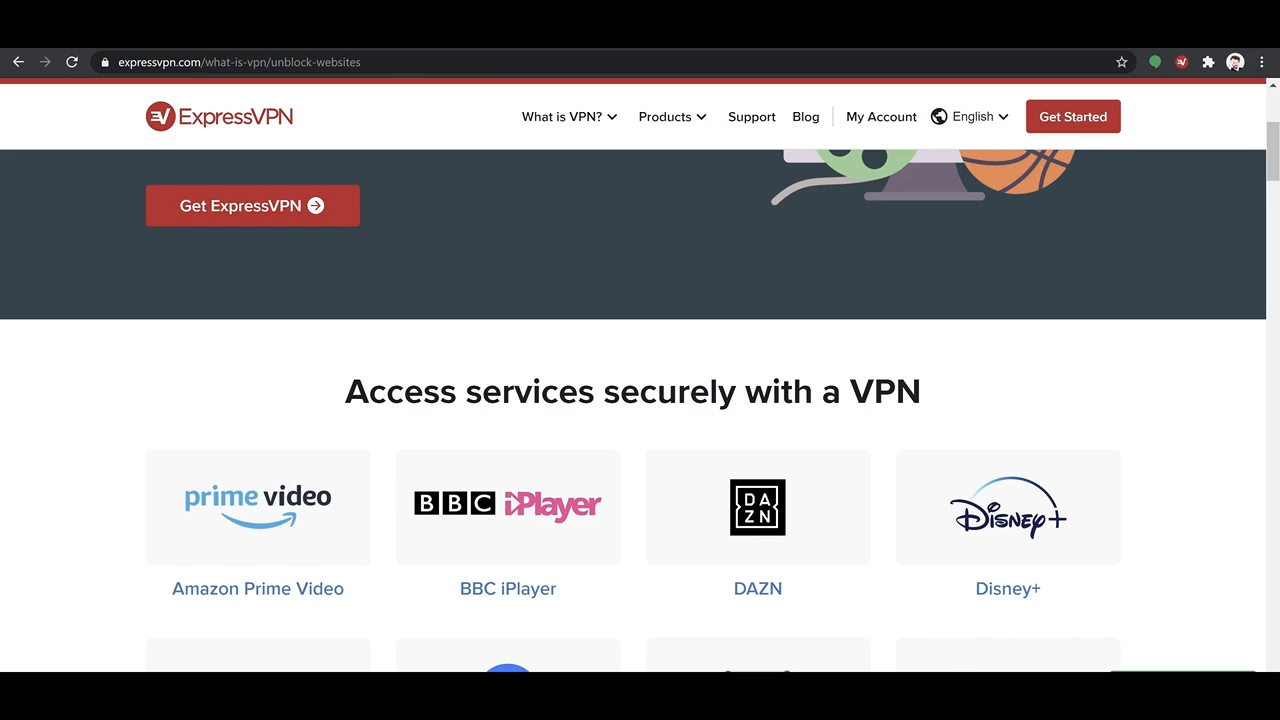 expressvpn.com/what-is-vpn/unblock-websites
ExpressVPN
What is VPN?
Products
Support
Blog
My Account
English
Get Started
Get ExpressVPN
Access services securely with a VPN
prime video
BBC iPlayer
DAZN
Disney+
Amazon Prime Video
BBC iPlayer
DAZN
Disney+